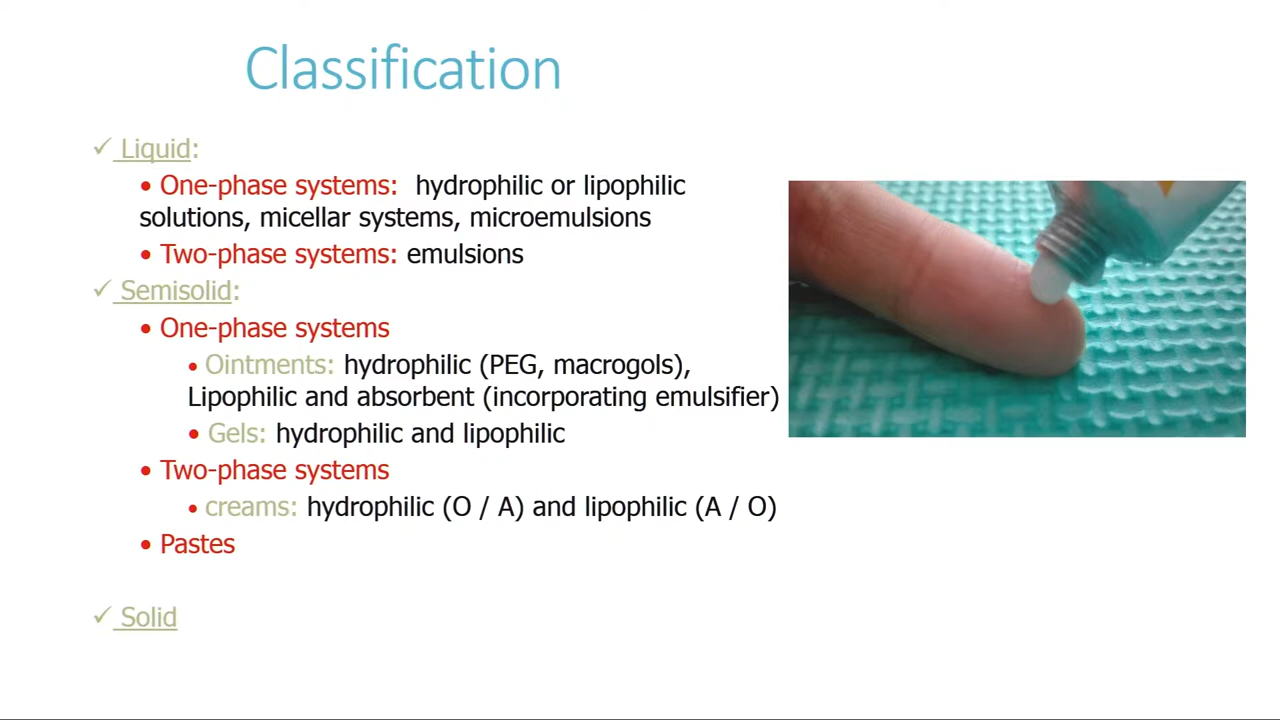 Classification
✓ Liquid:
• One-phase systems: hydrophilic or lipophilic
solutions, micellar systems, microemulsions
• Two-phase systems: emulsions
✓ Semisolid:
• One-phase systems
• Ointments: hydrophilic (PEG, macrogols),
Lipophilic and absorbent (incorporating emulsifier)
• Gels: hydrophilic and lipophilic
• Two-phase systems
• creams: hydrophilic (O / A) and lipophilic (A / O)
• Pastes
✓ Solid